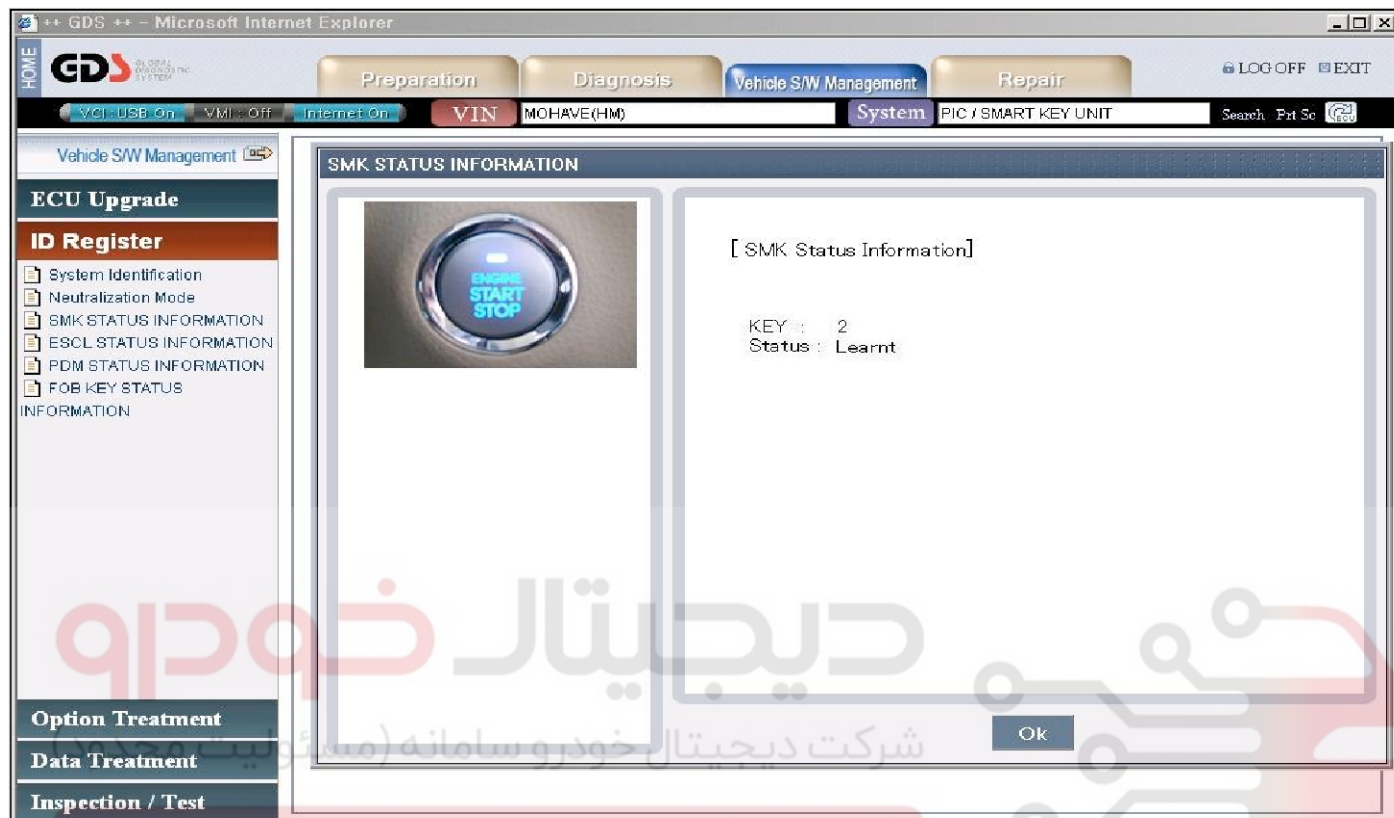 ++ GDS ++ - Microsoft Internet Explorer
HOME
GDS GLOBAL DIAGNOSTIC SYSTEM
Preparation
Diagnosis
Vehicle S/W Management
Repair
LOG OFF EXIT
VCI : USB On VMI : Off Internet On
VIN MOHAVE(HM)
System PIC / SMART KEY UNIT
Search Prt Sc ECU
Vehicle S/W Management
ECU Upgrade
ID Register
System Identification
Neutralization Mode
SMK STATUS INFORMATION
ESCL STATUS INFORMATION
PDM STATUS INFORMATION
FOB KEY STATUS
INFORMATION
Option Treatment
Data Treatment
Inspection / Test
SMK STATUS INFORMATION
ENGINE
START
STOP
[ SMK Status Information]
KEY : 2
Status : Learnt
Ok
دیجیتال خودرو
شرکت دیجیتال خودرو سامانه (مسئولیت محدود)